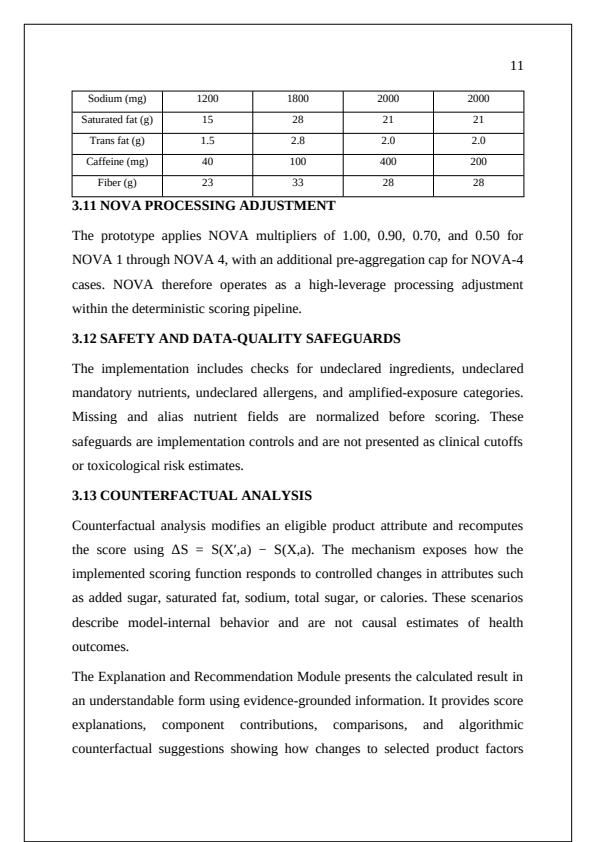 11
Sodium (mg) 1200 1800 2000 2000
Saturated fat (g) 15 28 21 21
Trans fat (g) 1.5 2.8 2.0 2.0
Caffeine (mg) 40 100 400 200
Fiber (g) 23 33 28 28
3.11 NOVA PROCESSING ADJUSTMENT
The prototype applies NOVA multipliers of 1.00, 0.90, 0.70, and 0.50 for
NOVA 1 through NOVA 4, with an additional pre-aggregation cap for NOVA-4
cases. NOVA therefore operates as a high-leverage processing adjustment
within the deterministic scoring pipeline.
3.12 SAFETY AND DATA-QUALITY SAFEGUARDS
The implementation includes checks for undeclared ingredients, undeclared
mandatory nutrients, undeclared allergens, and amplified-exposure categories.
Missing and alias nutrient fields are normalized before scoring. These
safeguards are implementation controls and are not presented as clinical cutoffs
or toxicological risk estimates.
3.13 COUNTERFACTUAL ANALYSIS
Counterfactual analysis modifies an eligible product attribute and recomputes
the score using ΔS = S(X′,a) − S(X,a). The mechanism exposes how the
implemented scoring function responds to controlled changes in attributes such
as added sugar, saturated fat, sodium, total sugar, or calories. These scenarios
describe model-internal behavior and are not causal estimates of health
outcomes.
The Explanation and Recommendation Module presents the calculated result in
an understandable form using evidence-grounded information. It provides score
explanations, component contributions, comparisons, and algorithmic
counterfactual suggestions showing how changes to selected product factors